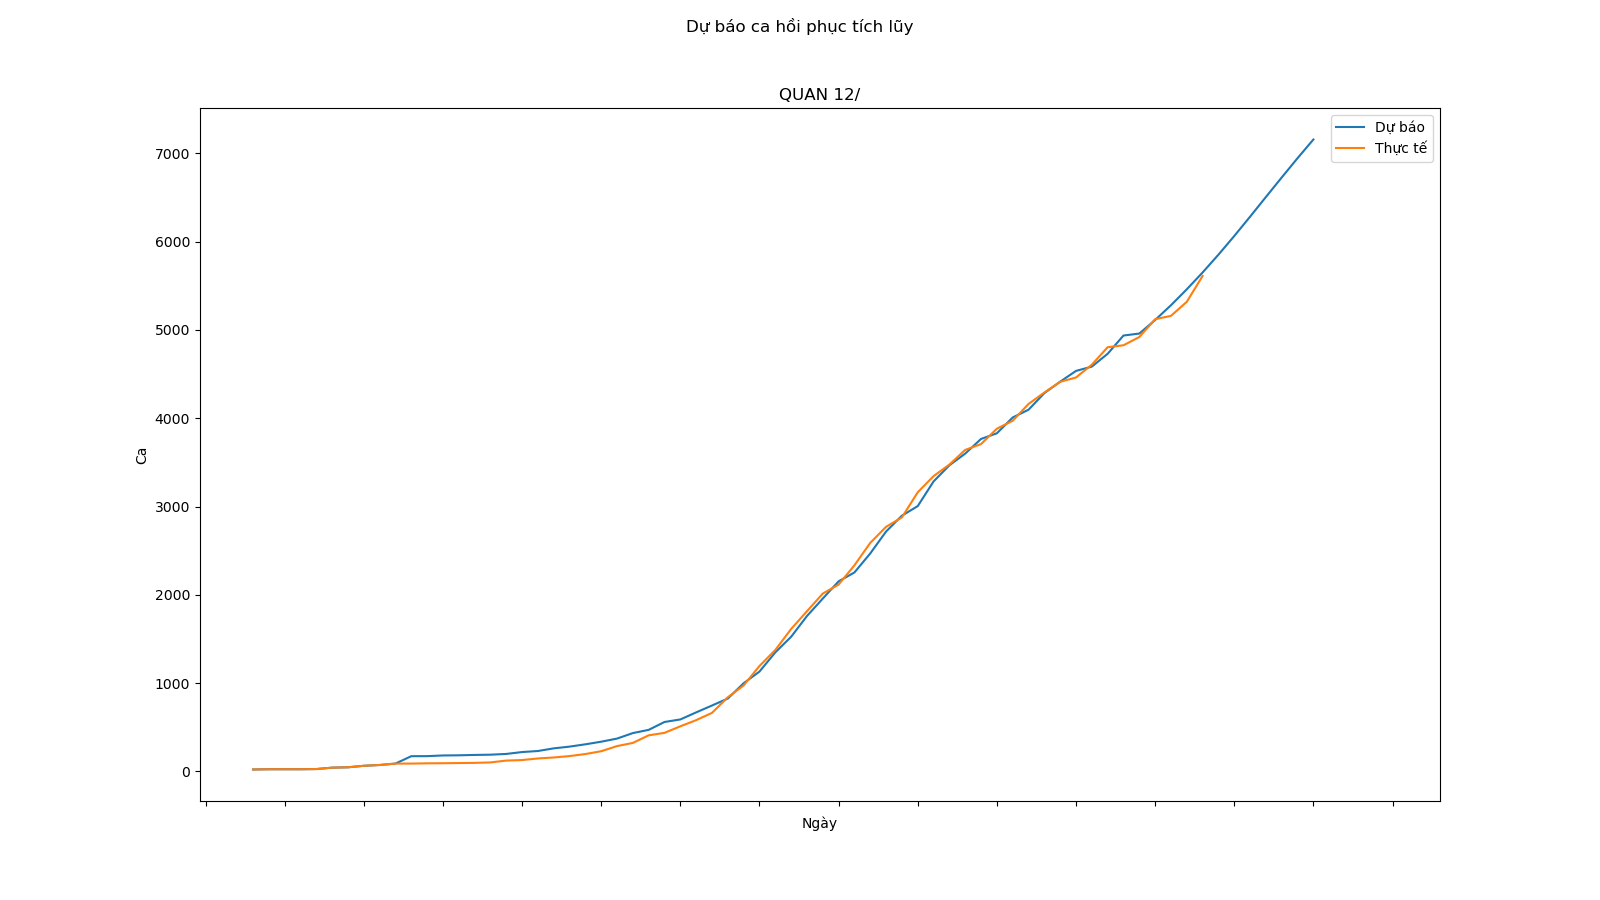 Dự báo ca hồi phục tích lũy
QUAN 12/
Dự báo
Thực tế
7000
6000
5000
4000
3000
2000
1000
0
Ca
Ngày